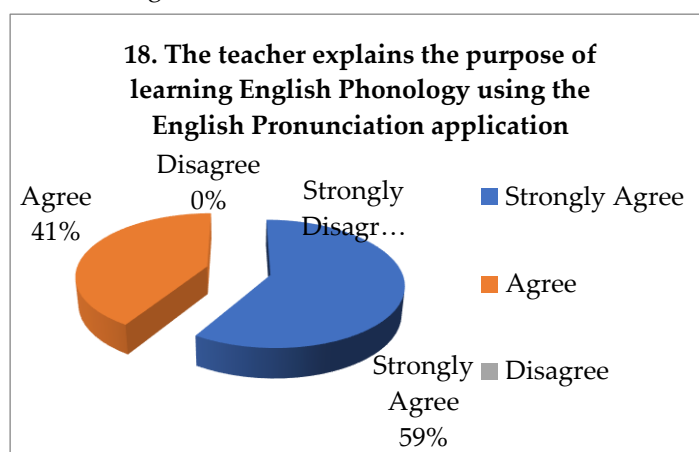 18. The teacher explains the purpose of
learning English Phonology using the
English Pronunciation application
Disagree
0%
Agree
41%
Strongly
Disagr…
Strongly
Agree
59%
Strongly Agree
Agree
Disagree